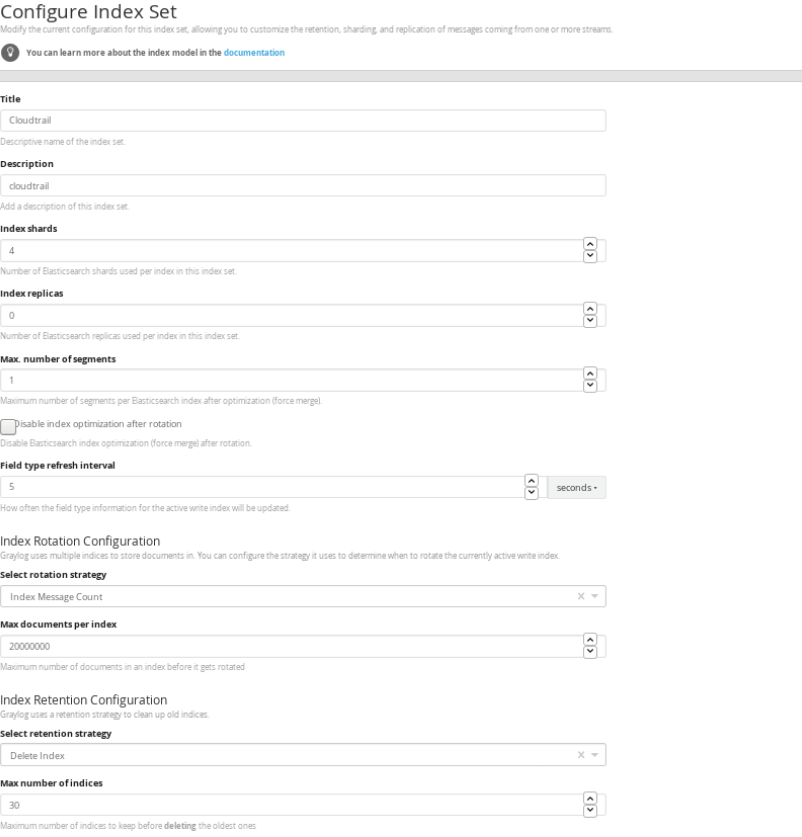 Configure Index Set
Modify the current configuration for this index set, allowing you to customize the retention, sharding, and replication of messages coming from one or more streams.
You can learn more about the index model in the documentation
Title
Cloudtrail
Descriptive name of the index set.
Description
cloudtrail
Add a description of this index set.
Index shards
4
Number of Elasticsearch shards used per index in this index set.
Index replicas
0
Number of Elasticsearch replicas used per index in this index set.
Max. number of segments
1
Maximum number of segments per Elasticsearch index after optimization (force merge).
Disable index optimization after rotation
Disable Elasticsearch index optimization (force merge) after rotation.
Field type refresh interval
5
seconds
How often the field type information for the active write index will be updated.
Index Rotation Configuration
Graylog uses multiple indices to store documents in. You can configure the strategy it uses to determine when to rotate the currently active write index.
Select rotation strategy
Index Message Count
Max documents per index
20000000
Maximum number of documents in an index before it gets rotated
Index Retention Configuration
Graylog uses a retention strategy to clean up old indices.
Select retention strategy
Delete Index
Max number of indices
30
Maximum number of indices to keep before deleting the oldest ones